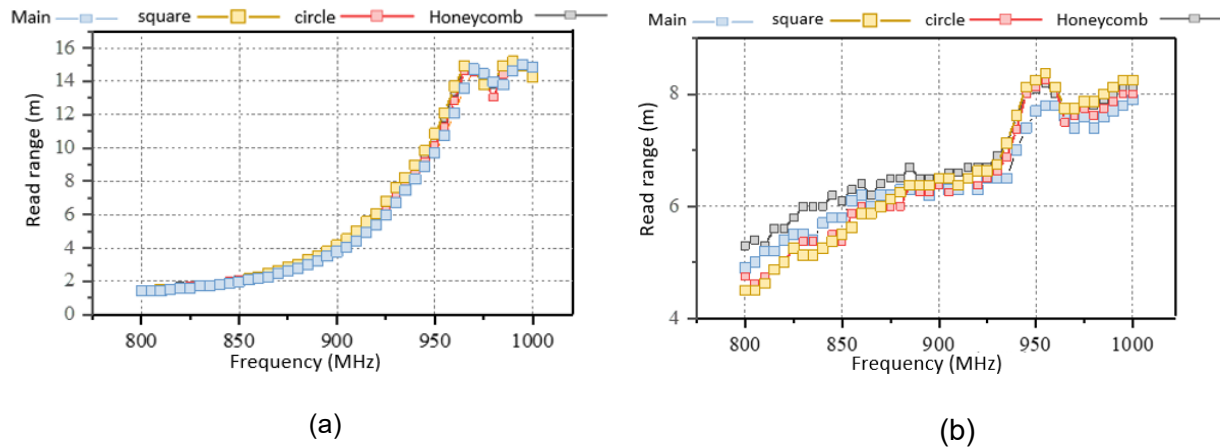 Main square circle Honeycomb
16
14
12
10
8
6
4
2
0
Read range (m)
800 850 900 950 1000
Frequency (MHz)
(a)
Main square circle Honeycomb
8
6
4
Read range (m)
800 850 900 950 1000
Frequency (MHz)
(b)